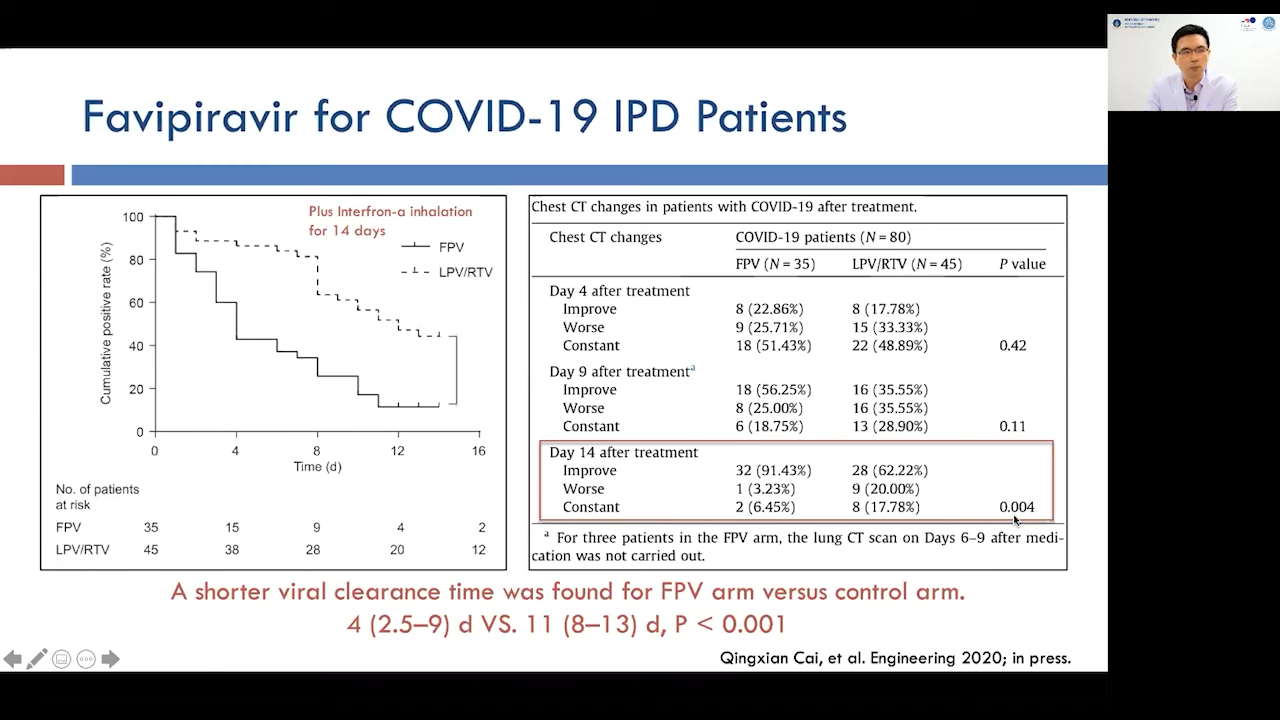 Favipiravir for COVID-19 IPD Patients
Plus Interfron-a inhalation
for 14 days
FPV
LPV/RTV
Cumulative positive rate (%)
100
80
60
40
20
0
0 4 8 12 16
Time (d)
No. of patients
at risk
FPV 35 15 9 4 2
LPV/RTV 45 38 28 20 12
Chest CT changes in patients with COVID-19 after treatment.
Chest CT changes COVID-19 patients (N = 80)
FPV (N = 35) LPV/RTV (N = 45) P value
Day 4 after treatment
Improve 8 (22.86%) 8 (17.78%)
Worse 9 (25.71%) 15 (33.33%)
Constant 18 (51.43%) 22 (48.89%) 0.42
Day 9 after treatmentª
Improve 18 (56.25%) 16 (35.55%)
Worse 8 (25.00%) 16 (35.55%)
Constant 6 (18.75%) 13 (28.90%) 0.11
Day 14 after treatment
Improve 32 (91.43%) 28 (62.22%)
Worse 1 (3.23%) 9 (20.00%)
Constant 2 (6.45%) 8 (17.78%) 0.004
ª For three patients in the FPV arm, the lung CT scan on Days 6–9 after medi-
cation was not carried out.
A shorter viral clearance time was found for FPV arm versus control arm.
4 (2.5–9) d VS. 11 (8–13) d, P < 0.001
Qingxian Cai, et al. Engineering 2020; in press.